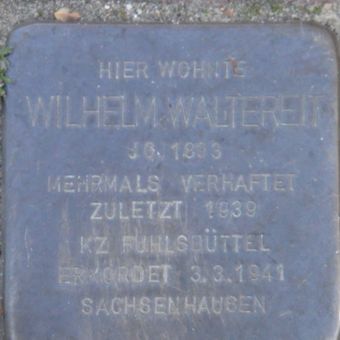 HIER WOHNTE
WILHELM WALTEREIT
JG. 1893
MEHRMALS VERHAFTET
ZULETZT 1939
KZ FUHLSBÜTTEL
ERMORDET 3.3.1941
SACHSENHAUSEN